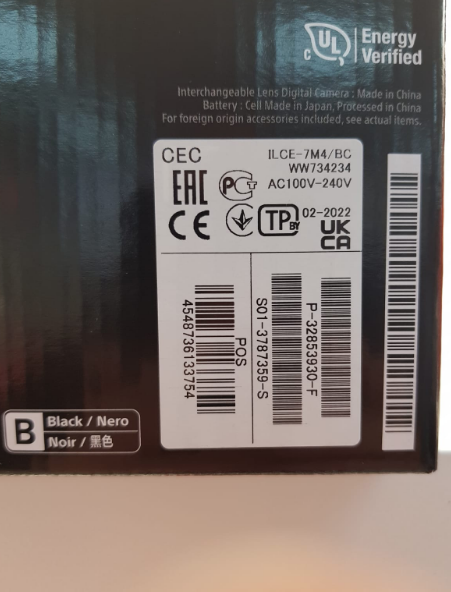 c UL Energy
Verified
Interchangeable Lens Digital Camera : Made in China
Battery : Cell Made in Japan, Processed in China
For foreign origin accessories included, see actual items.
CEC
ILCE-7M4/BC
WW734234
AC100V-240V
EAC
PCT
CE
TP BY
02-2022
UK
CA
P-32853930-F
S01-3787359-S
POS
4548736133754
B
Black / Nero
Noir / 黑色